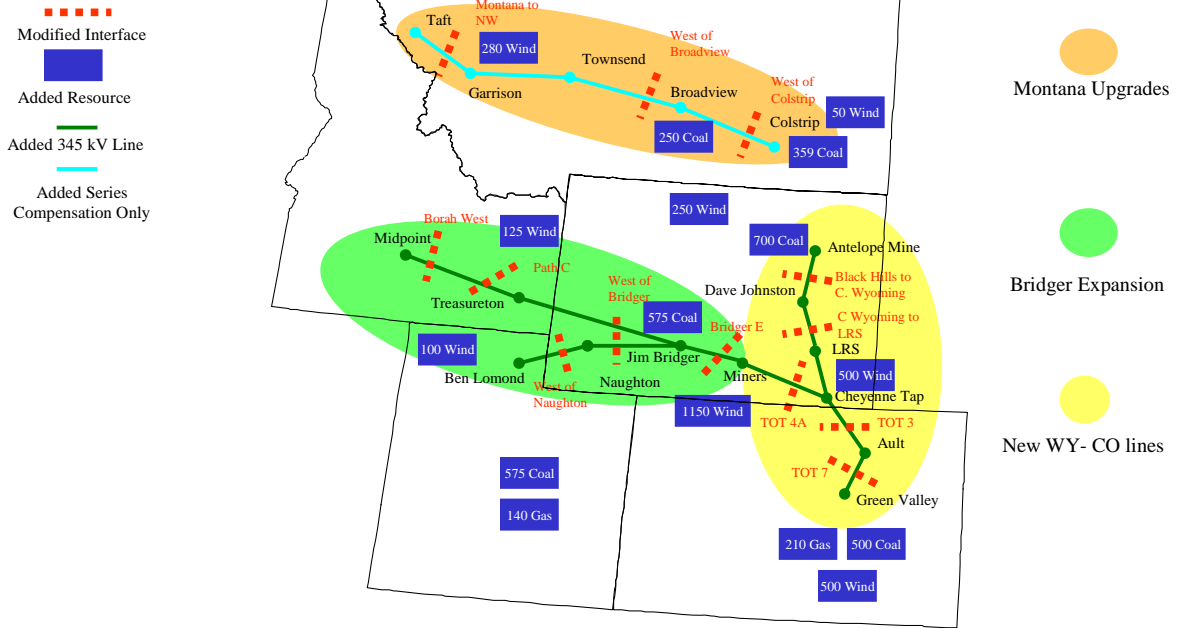 Modified Interface
Added Resource
Added 345 kV Line
Added Series
Compensation Only
Taft
Montana to
NW
280 Wind
Garrison
Townsend
West of
Broadview
Broadview
250 Coal
West of
Colstrip
Colstrip
50 Wind
359 Coal
Montana Upgrades
Borah West
Midpoint
125 Wind
Path C
Treasureton
West of
Bridger
575 Coal
Bridger E
Jim Bridger
Miners
100 Wind
Ben Lomond
West of
Naughton
Naughton
250 Wind
700 Coal
Antelope Mine
Black Hills to
C. Wyoming
Dave Johnston
C Wyoming to
LRS
LRS
500 Wind
Cheyenne Tap
1150 Wind
TOT 4A
TOT 3
Ault
TOT 7
Green Valley
Bridger Expansion
New WY- CO lines
575 Coal
140 Gas
210 Gas
500 Coal
500 Wind